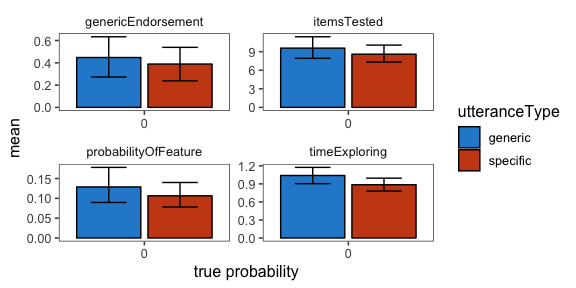 genericEndorsement
itemsTested
0.6
0.4
0.2
0.0
0
9
6
3
0
0
probabilityOfFeature
timeExploring
0.15
0.10
0.05
0.00
0
1.2
0.9
0.6
0.3
0.0
0
mean
true probability
utteranceType
generic
specific